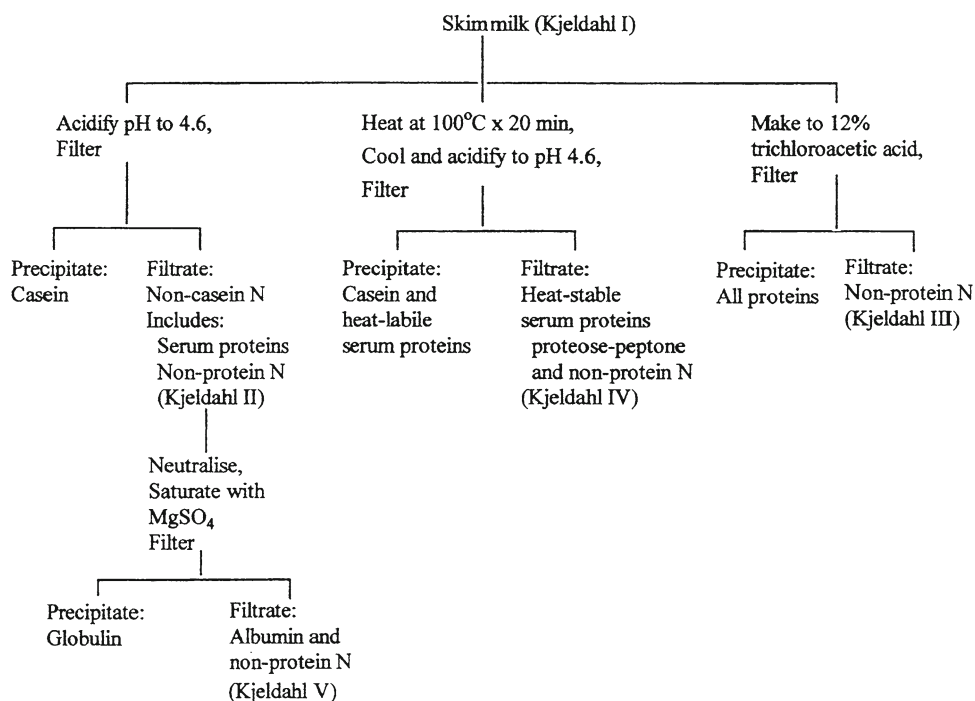 Skim milk (Kjeldahl I)
Acidify pH to 4.6,
Filter
Heat at 100°C x 20 min,
Cool and acidify to pH 4.6,
Filter
Make to 12%
trichloroacetic acid,
Filter
Precipitate:
Casein
Filtrate:
Non-casein N
Includes:
Serum proteins
Non-protein N
(Kjeldahl II)
Precipitate:
Casein and
heat-labile
serum proteins
Filtrate:
Heat-stable
serum proteins
proteose-peptone
and non-protein N
(Kjeldahl IV)
Precipitate:
All proteins
Filtrate:
Non-protein N
(Kjeldahl III)
Neutralise,
Saturate with
MgSO₄
Filter
Precipitate:
Globulin
Filtrate:
Albumin and
non-protein N
(Kjeldahl V)